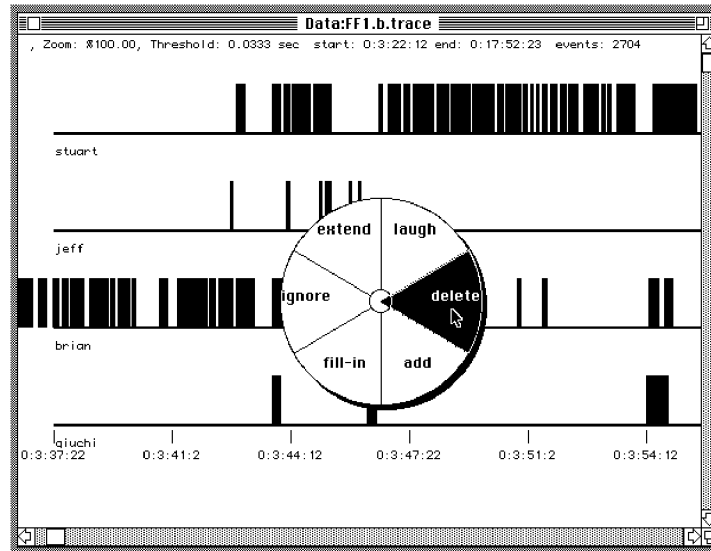 Data:FF1.b.trace
, Zoom: %100.00, Threshold: 0.0333 sec start: 0:3:22:12 end: 0:17:52:23 events: 2704
stuart
jeff
extend laugh
ignore delete
brian
fill-in add
giuchi
0:3:37:22 0:3:41:2 0:3:44:12 0:3:47:22 0:3:51:2 0:3:54:12